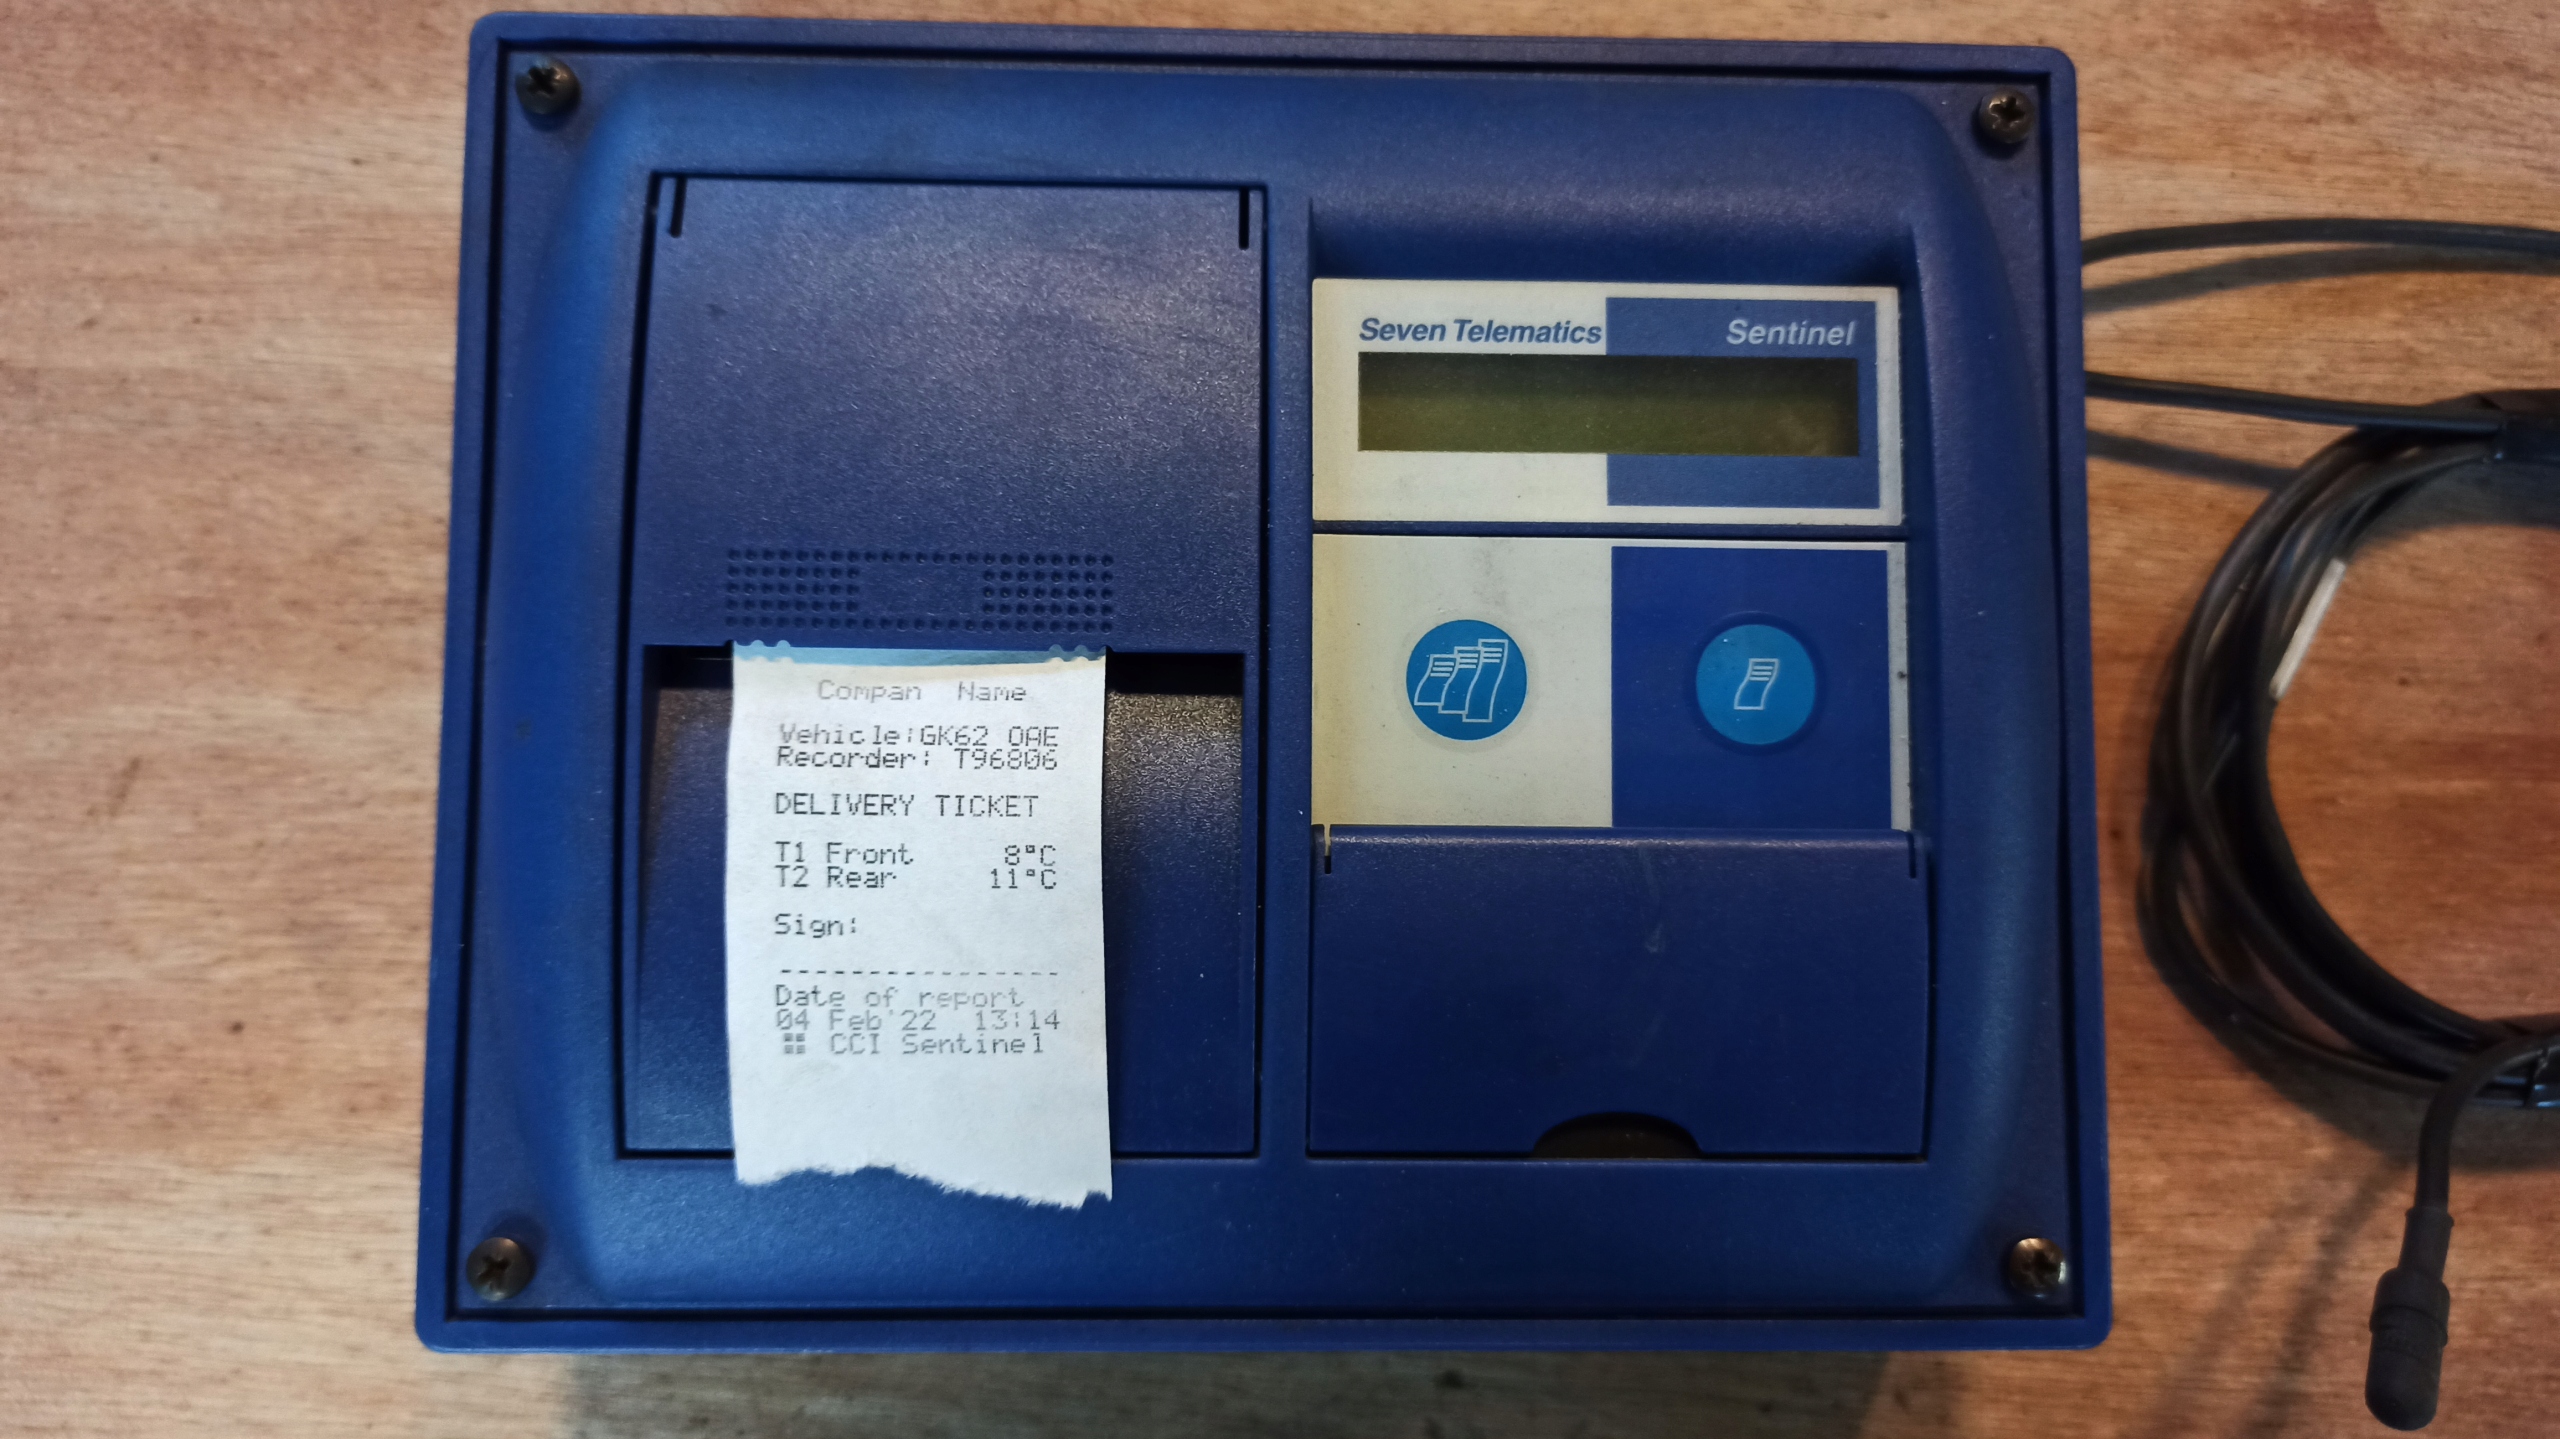 Seven Telematics Sentinel
Compan Name
Vehicle:GK62 OAE
Recorder: T96806
DELIVERY TICKET
T1 Front 8°C
T2 Rear 11°C
Sign:
----------------
Date of report
04 Feb'22 13:14
CCI Sentinel